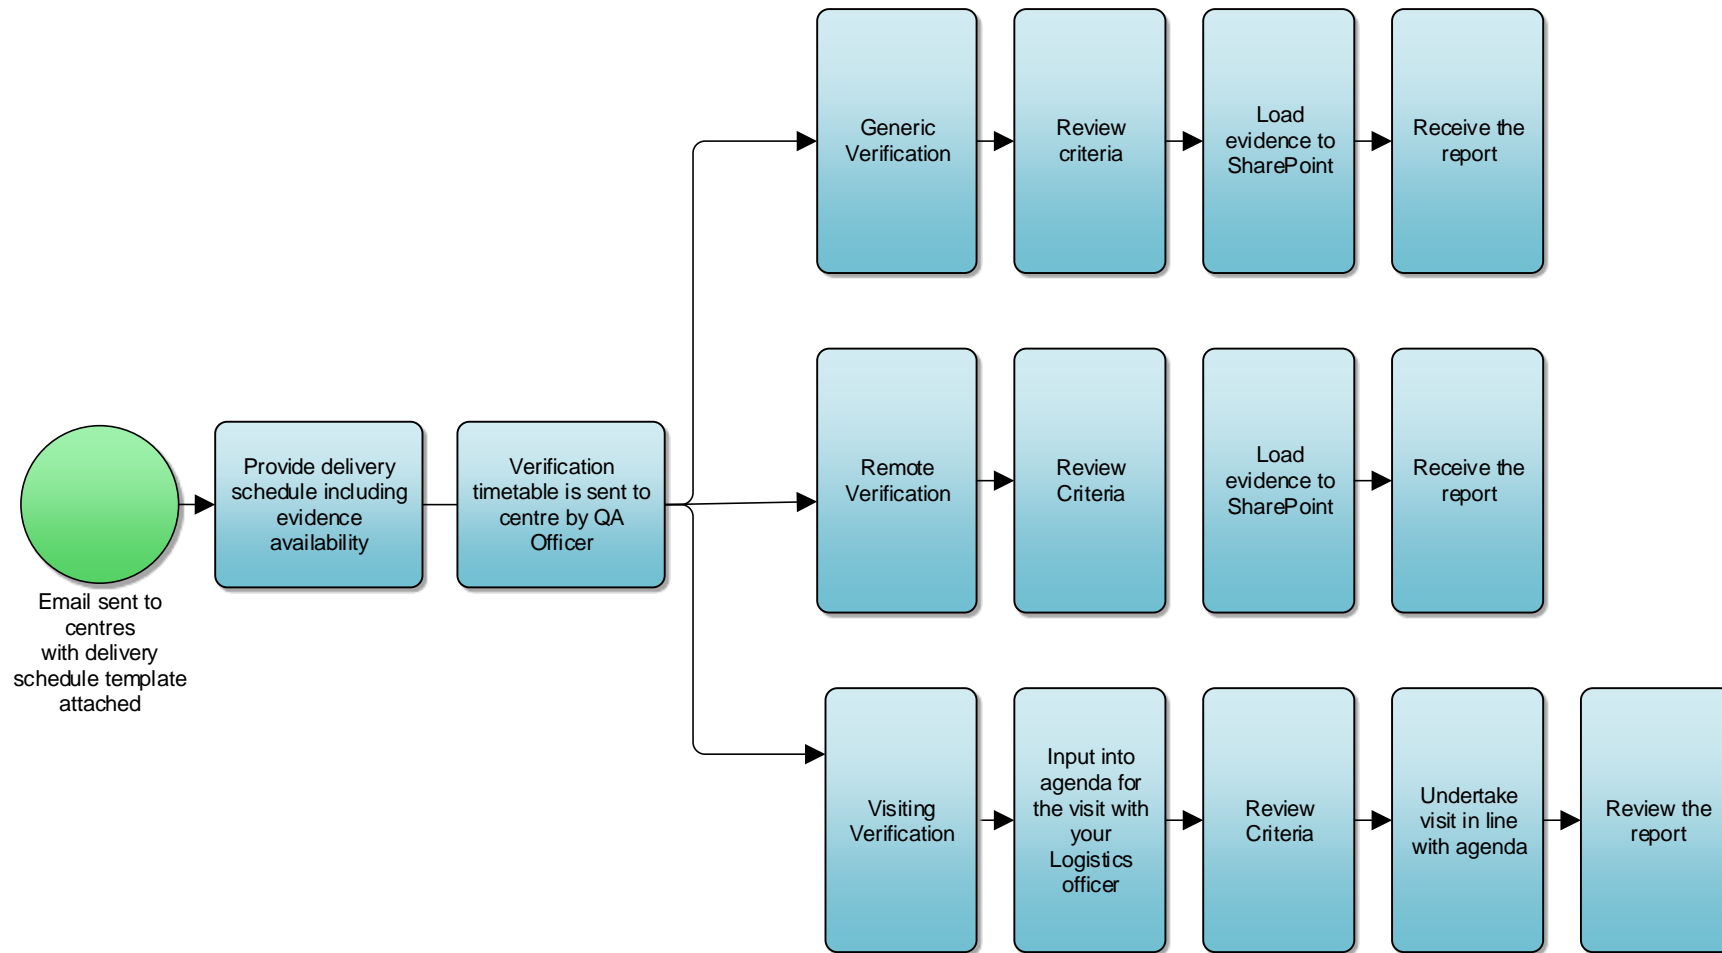 Email sent to
centres
with delivery
schedule template
attached
Provide delivery
schedule including
evidence
availability
Verification
timetable is sent to
centre by QA
Officer
Generic
Verification
Review
criteria
Load
evidence to
SharePoint
Receive the
report
Remote
Verification
Review
Criteria
Load
evidence to
SharePoint
Receive the
report
Visiting
Verification
Input into
agenda for
the visit with
your
Logistics
officer
Review
Criteria
Undertake
visit in line
with agenda
Review the
report